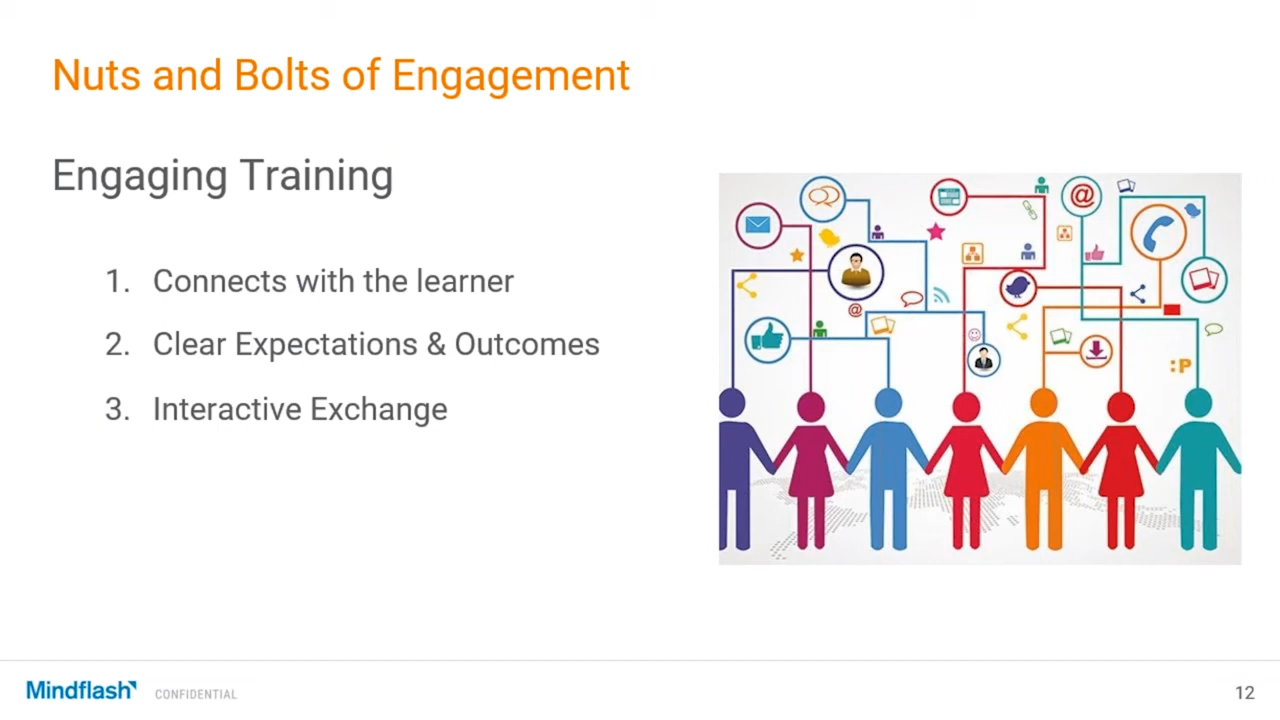 Nuts and Bolts of Engagement
Engaging Training
1. Connects with the learner
2. Clear Expectations & Outcomes
3. Interactive Exchange
@
@
:P
Mindflash CONFIDENTIAL
12